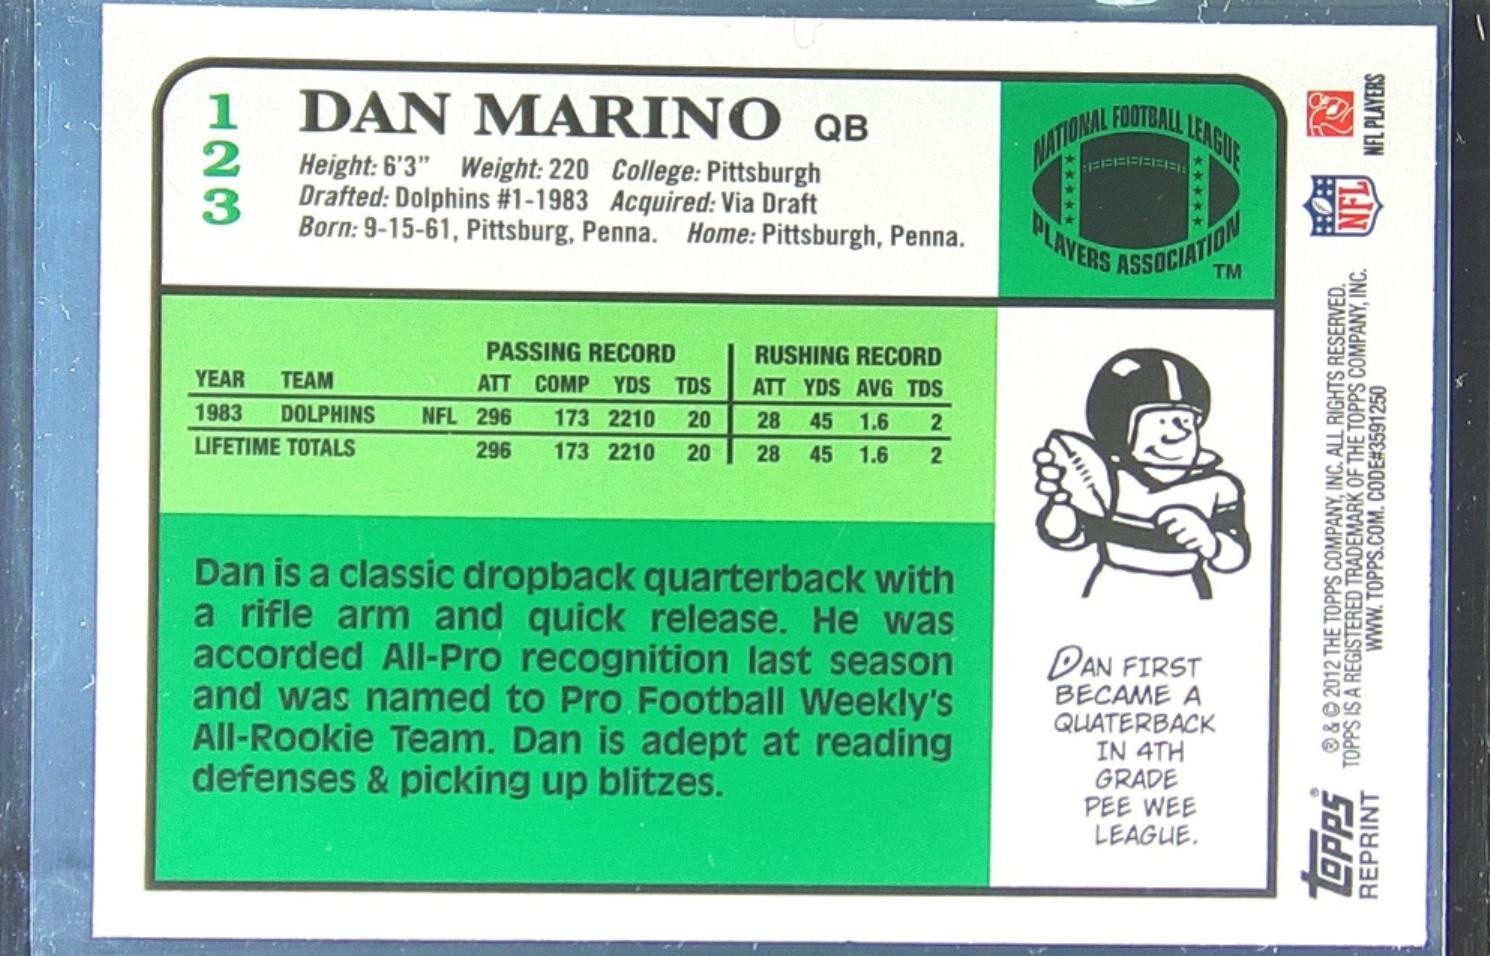 1
2
3
DAN MARINO QB
Height: 6'3" Weight: 220 College: Pittsburgh
Drafted: Dolphins #1-1983 Acquired: Via Draft
Born: 9-15-61, Pittsburg, Penna. Home: Pittsburgh, Penna.
NATIONAL FOOTBALL LEAGUE
PLAYERS ASSOCIATION
TM
PASSING RECORD RUSHING RECORD
YEAR TEAM ATT COMP YDS TDS ATT YDS AVG TDS
1983 DOLPHINS NFL 296 173 2210 20 28 45 1.6 2
LIFETIME TOTALS 296 173 2210 20 28 45 1.6 2
Dan is a classic dropback quarterback with
a rifle arm and quick release. He was
accorded All-Pro recognition last season
and was named to Pro Football Weekly's
All-Rookie Team. Dan is adept at reading
defenses & picking up blitzes.
DAN FIRST
BECAME A
QUATERBACK
IN 4TH
GRADE
PEE WEE
LEAGUE.
NFL PLAYERS
NFL
® & © 2012 THE TOPPS COMPANY, INC. ALL RIGHTS RESERVED.
TOPPS IS A REGISTERED TRADEMARK OF THE TOPPS COMPANY, INC.
WWW. TOPPS.COM. CODE#3591250
topps®
REPRINT